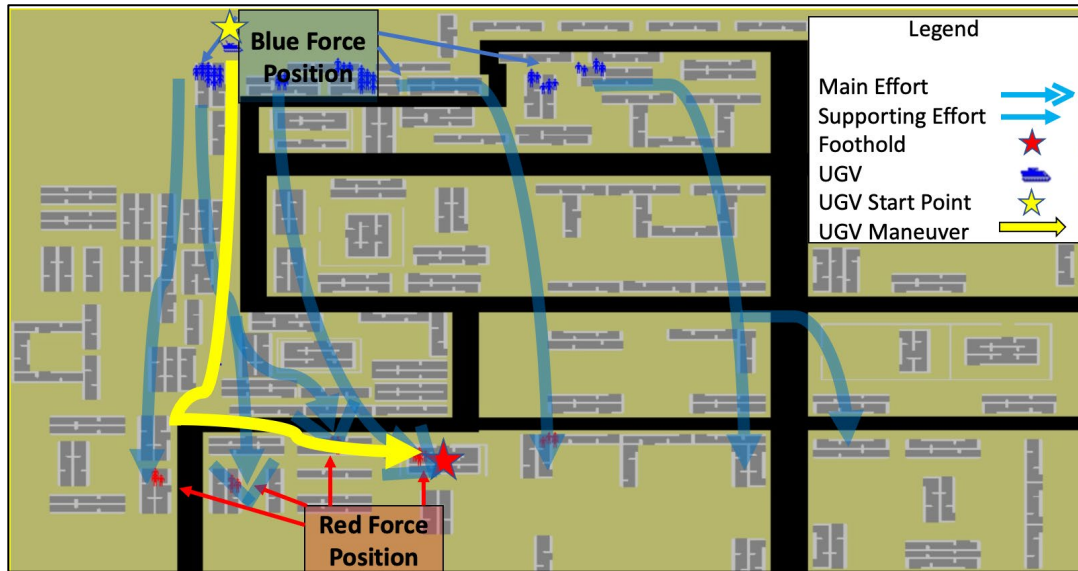 Blue Force
Position
Legend
Main Effort
Supporting Effort
Foothold
UGV
UGV Start Point
UGV Maneuver
Red Force
Position